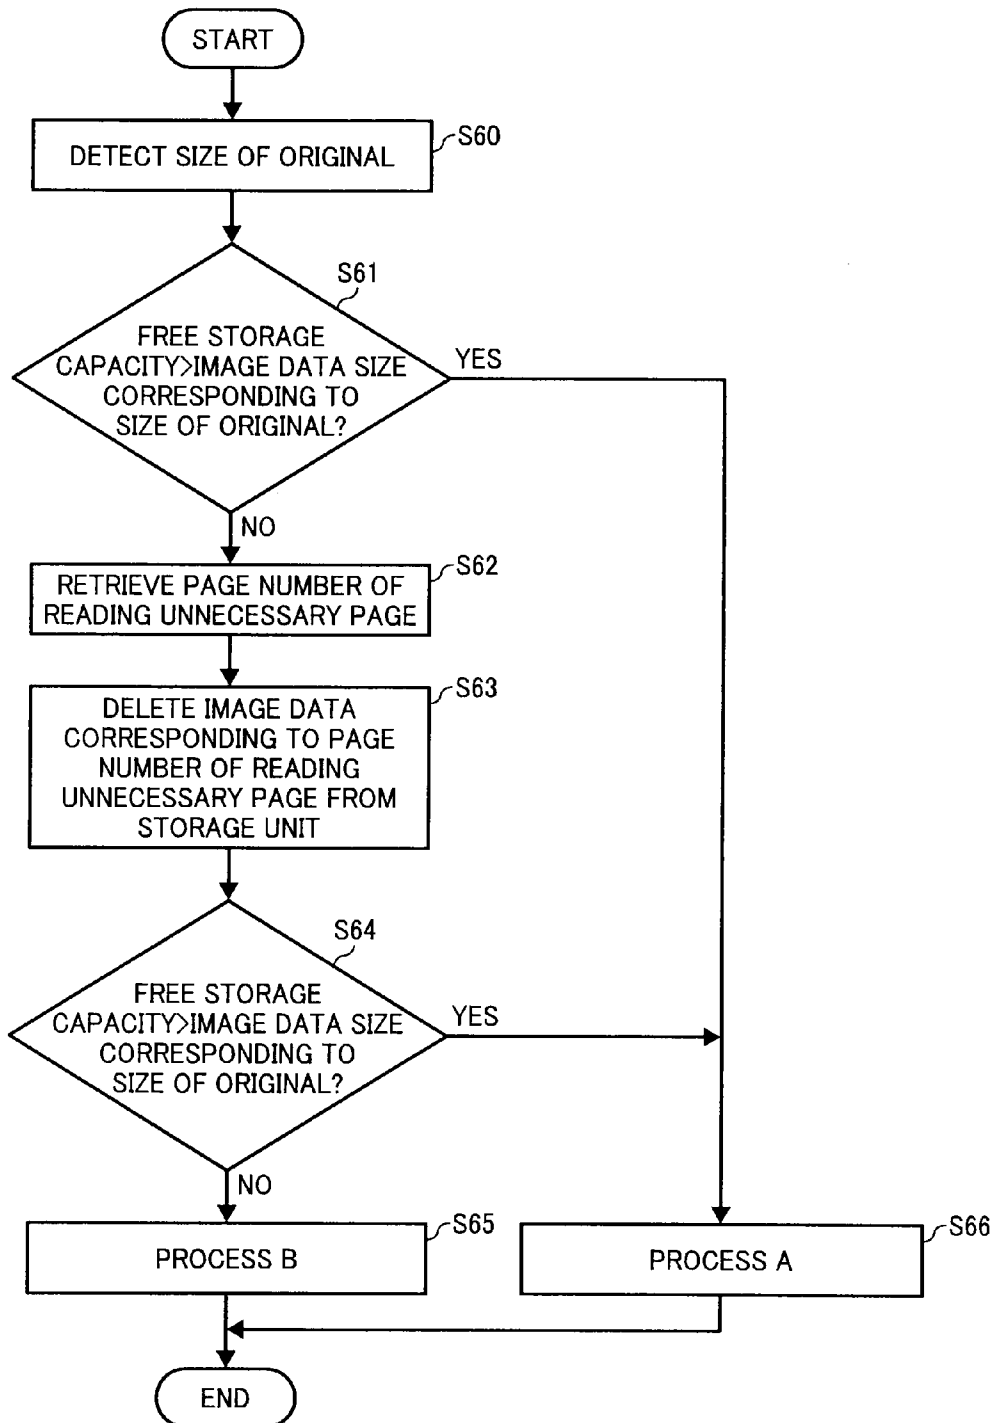 START
DETECT SIZE OF ORIGINAL
S60
S61
FREE STORAGE
CAPACITY>IMAGE DATA SIZE
CORRESPONDING TO
SIZE OF ORIGINAL?
YES
NO
S62
RETRIEVE PAGE NUMBER OF
READING UNNECESSARY PAGE
S63
DELETE IMAGE DATA
CORRESPONDING TO PAGE
NUMBER OF READING
UNNECESSARY PAGE FROM
STORAGE UNIT
S64
FREE STORAGE
CAPACITY>IMAGE DATA SIZE
CORRESPONDING TO
SIZE OF ORIGINAL?
YES
NO
S65
PROCESS B
S66
PROCESS A
END